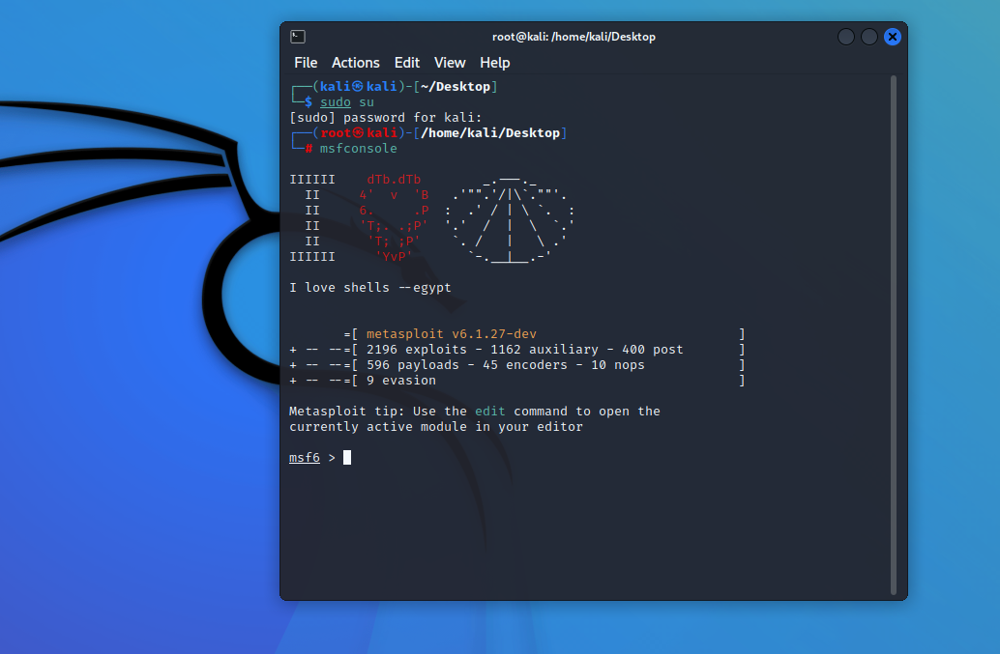 root@kali: /home/kali/Desktop
File Actions Edit View Help
┌──(kali㉿kali)-[~/Desktop]
└─$ sudo su
[sudo] password for kali:
┌──(root㉿kali)-[/home/kali/Desktop]
└─# msfconsole
IIIIII    dTb.dTb        _.---._
  II     4'  v  'B   .'"".'/|\`.""'.
  II     6.     .P  :  .' / | \ `.  :
  II     'T;. .;P'  '.'  /  |  \  `.'
  II      'T; ;P'    `. /   |   \ .'
IIIIII     'YvP'       `-.__|__.-'
I love shells --egypt
       =[ metasploit v6.1.27-dev                          ]
+ -- --=[ 2196 exploits - 1162 auxiliary - 400 post       ]
+ -- --=[ 596 payloads - 45 encoders - 10 nops            ]
+ -- --=[ 9 evasion                                       ]
Metasploit tip: Use the edit command to open the
currently active module in your editor
msf6 >